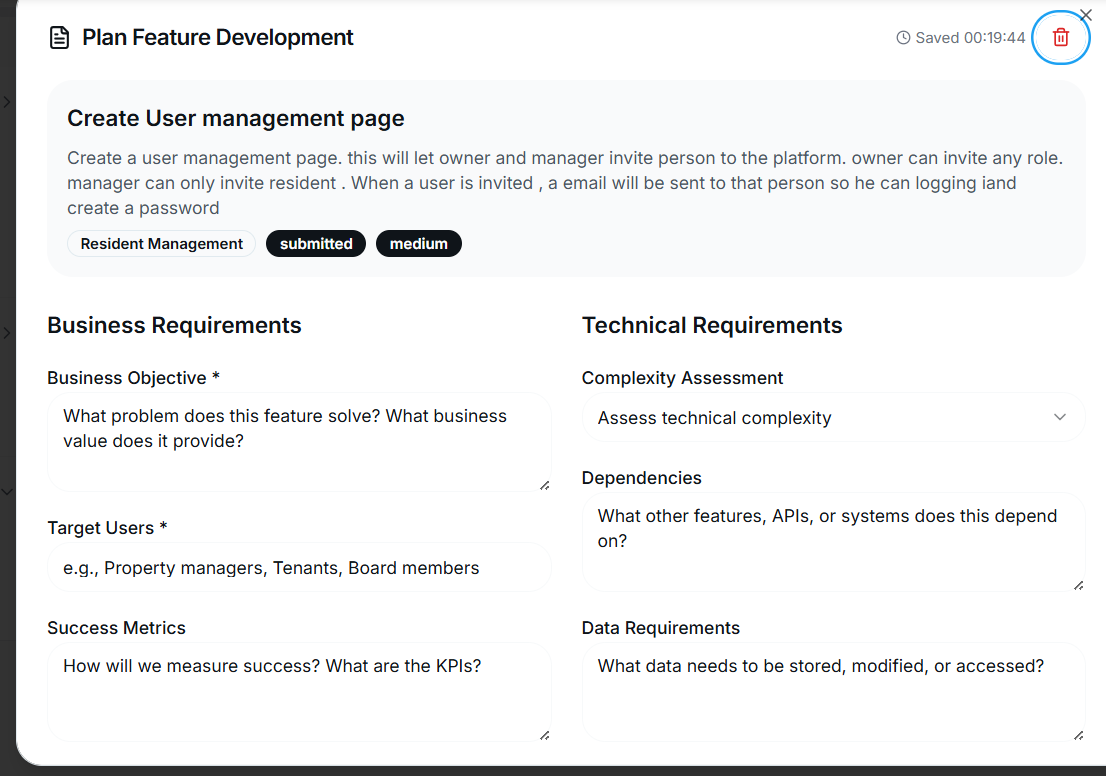 Plan Feature Development
Saved 00:19:44
Create User management page
Create a user management page. this will let owner and manager invite person to the platform. owner can invite any role.
manager can only invite resident . When a user is invited , a email will be sent to that person so he can logging iand
create a password
Resident Management submitted medium
Business Requirements
Business Objective *
What problem does this feature solve? What business
value does it provide?
Target Users *
e.g., Property managers, Tenants, Board members
Success Metrics
How will we measure success? What are the KPIs?
Technical Requirements
Complexity Assessment
Assess technical complexity
Dependencies
What other features, APIs, or systems does this depend
on?
Data Requirements
What data needs to be stored, modified, or accessed?